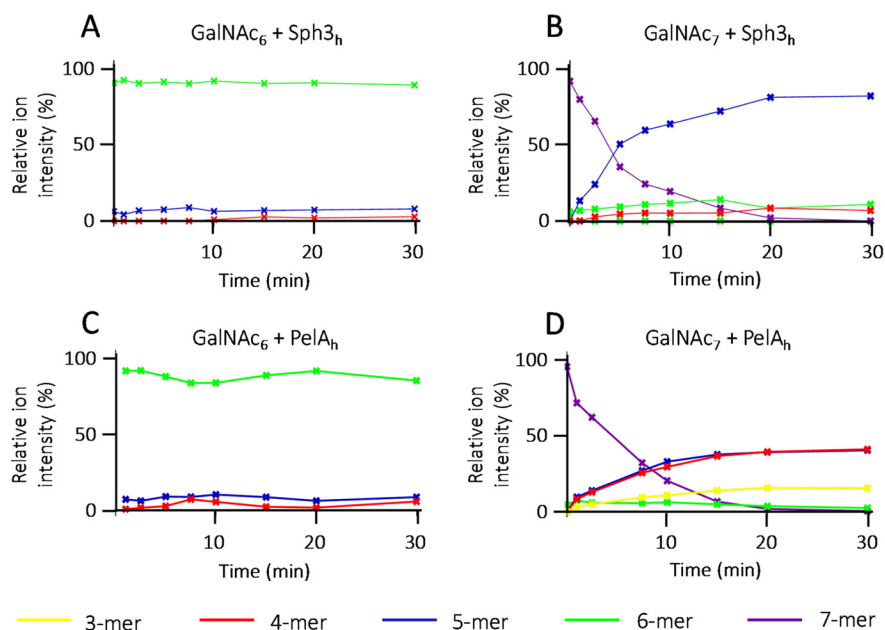 A
GalNAc6 + Sph3h
Relative ion
intensity (%)
100
50
0
10
20
30
Time (min)
B
GalNAc7 + Sph3h
Relative ion
intensity (%)
100
50
0
10
20
30
Time (min)
C
GalNAc6 + PelAh
Relative ion
intensity (%)
100
50
0
10
20
30
Time (min)
D
GalNAc7 + PelAh
Relative ion
intensity (%)
100
50
0
10
20
30
Time (min)
3-mer 4-mer 5-mer 6-mer 7-mer